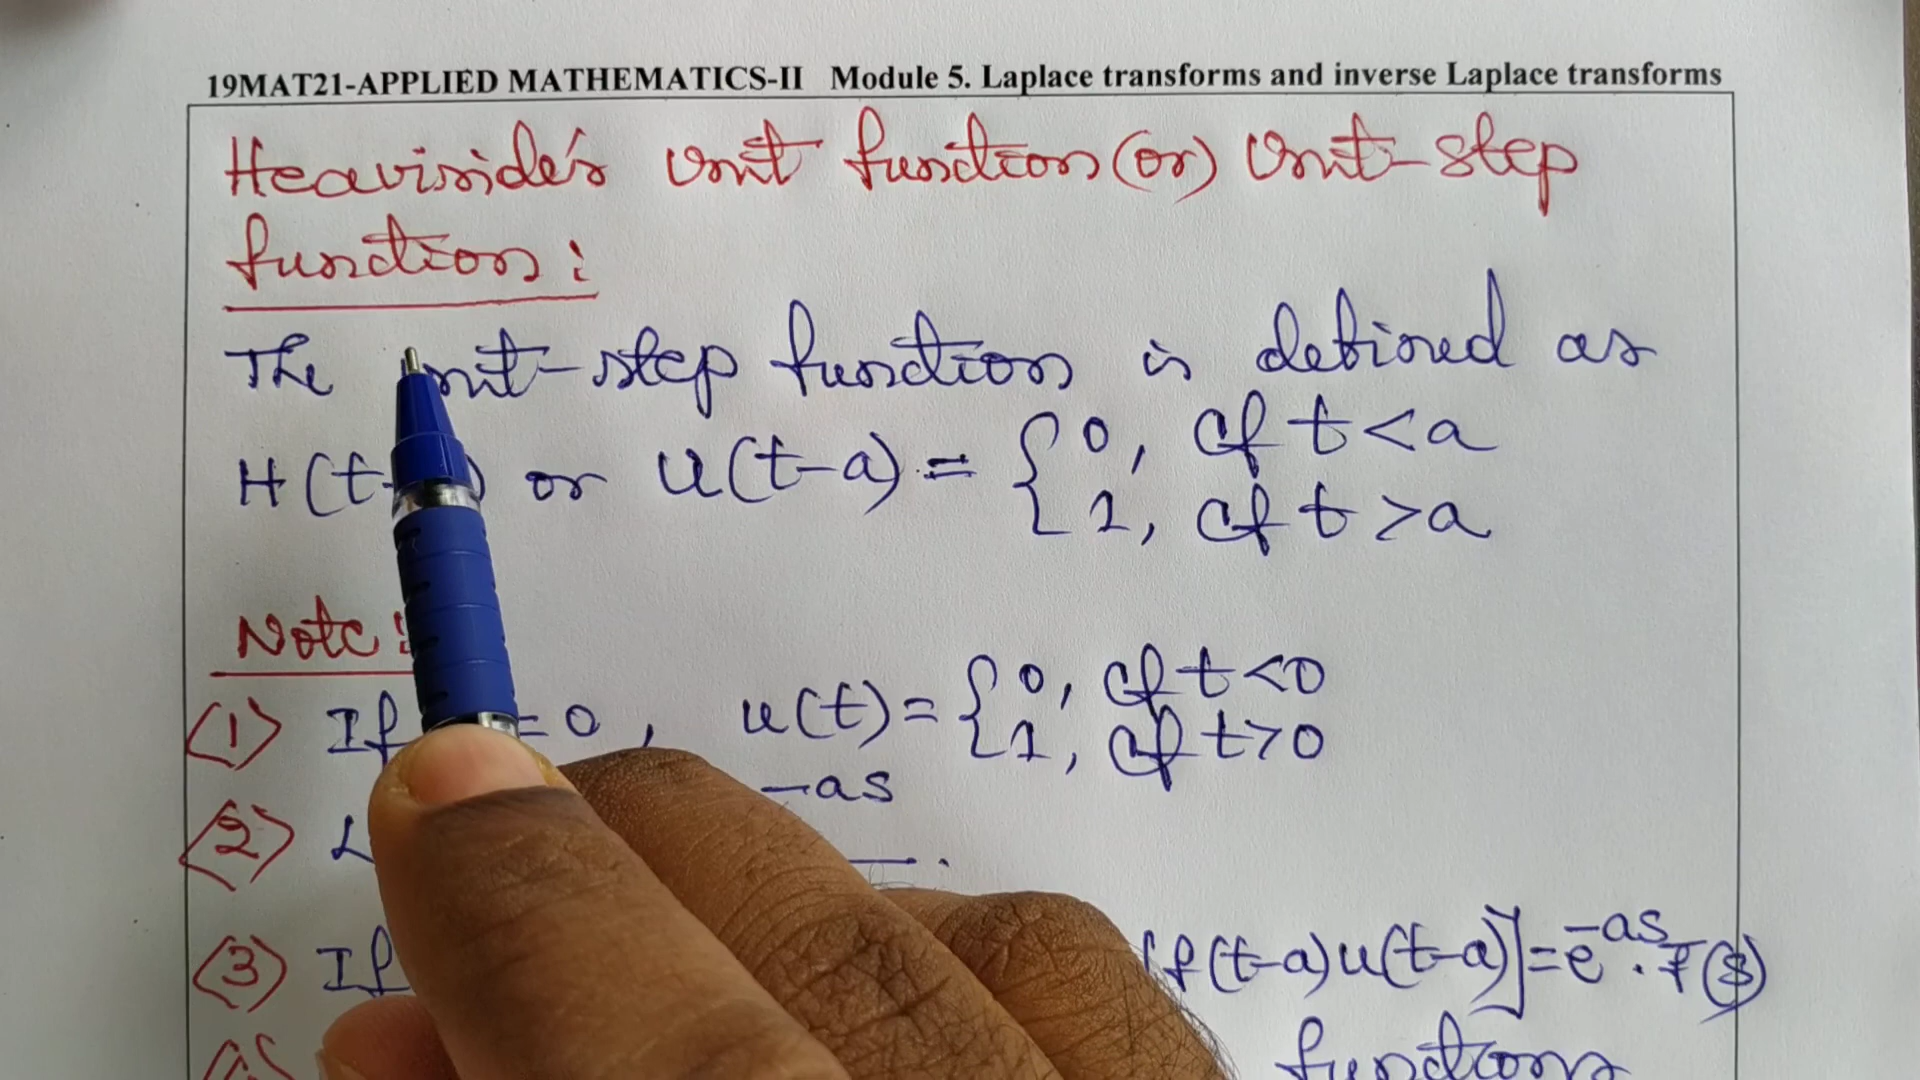 19MAT21-APPLIED MATHEMATICS-II Module 5. Laplace transforms and inverse Laplace transforms
Heaviside's Unit function (or) Unit-step
function:
The unit-step function is defined as
H(t- ) or u(t-a) = { 0, if t<a
1, if t>a
Note:
(1) If =0, u(t) = { 0, if t<0
1, if t>0
(2) L -as .
(3) If f(t-a)u(t-a)] = e^-as . F(s)
functions